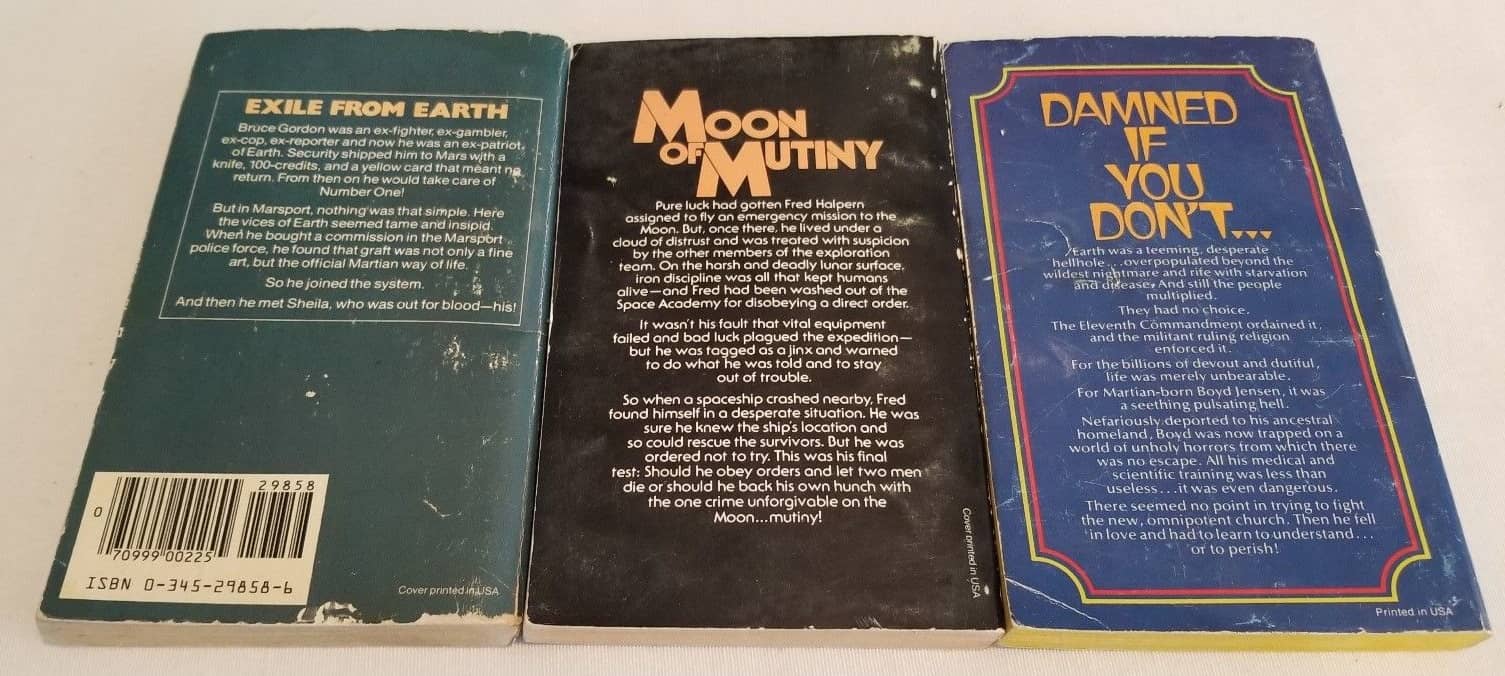 EXILE FROM EARTH
Bruce Gordon was an ex-fighter, ex-gambler,
ex-cop, ex-reporter and now he was an ex-patriot
of Earth. Security shipped him to Mars with a
knife, 100-credits, and a yellow card that meant no
return. From then on he would take care of
Number One!
But in Marsport, nothing was that simple. Here
the vices of Earth seemed tame and insipid.
When he bought a commission in the Marsport
police force, he found that graft was not only a fine
art, but the official Martian way of life.
So he joined the system.
And then he met Sheila, who was out for blood—his!
29858
0
70999 00225
ISBN 0-345-29858-6
Cover printed in USA
MOON
OF MUTINY
Pure luck had gotten Fred Halpern
assigned to fly an emergency mission to the
Moon. But, once there, he lived under a
cloud of distrust and was treated with suspicion
by the other members of the exploration
team. On the harsh and deadly lunar surface,
iron discipline was all that kept humans
alive—and Fred had been washed out of the
Space Academy for disobeying a direct order.
It wasn't his fault that vital equipment
failed and bad luck plagued the expedition—
but he was tagged as a jinx and warned
to do what he was told and to stay
out of trouble.
So when a spaceship crashed nearby, Fred
found himself in a desperate situation. He was
sure he knew the ship's location and
so could rescue the survivors. But he was
ordered not to try. This was his final
test: Should he obey orders and let two men
die or should he back his own hunch with
the one crime unforgivable on the
Moon...mutiny!
Cover printed in USA
DAMNED
IF
YOU
DON'T...
Earth was a teeming, desperate
hellhole...over populated beyond the
wildest nightmare and rife with starvation
and disease. And still the people
multiplied.
They had no choice.
The Eleventh Commandment ordained it,
and the militant ruling religion
enforced it.
For the billions of devout and dutiful,
life was merely unbearable.
For Martian-born Boyd Jensen, it was
a seething pulsating hell.
Nefariously deported to his ancestral
homeland, Boyd was now trapped on a
world of unholy horrors from which there
was no escape. All his medical and
scientific training was less than
useless...it was even dangerous.
There seemed no point in trying to fight
the new, omnipotent church. Then he fell
in love and had to learn to understand...
or to perish!
Printed in USA